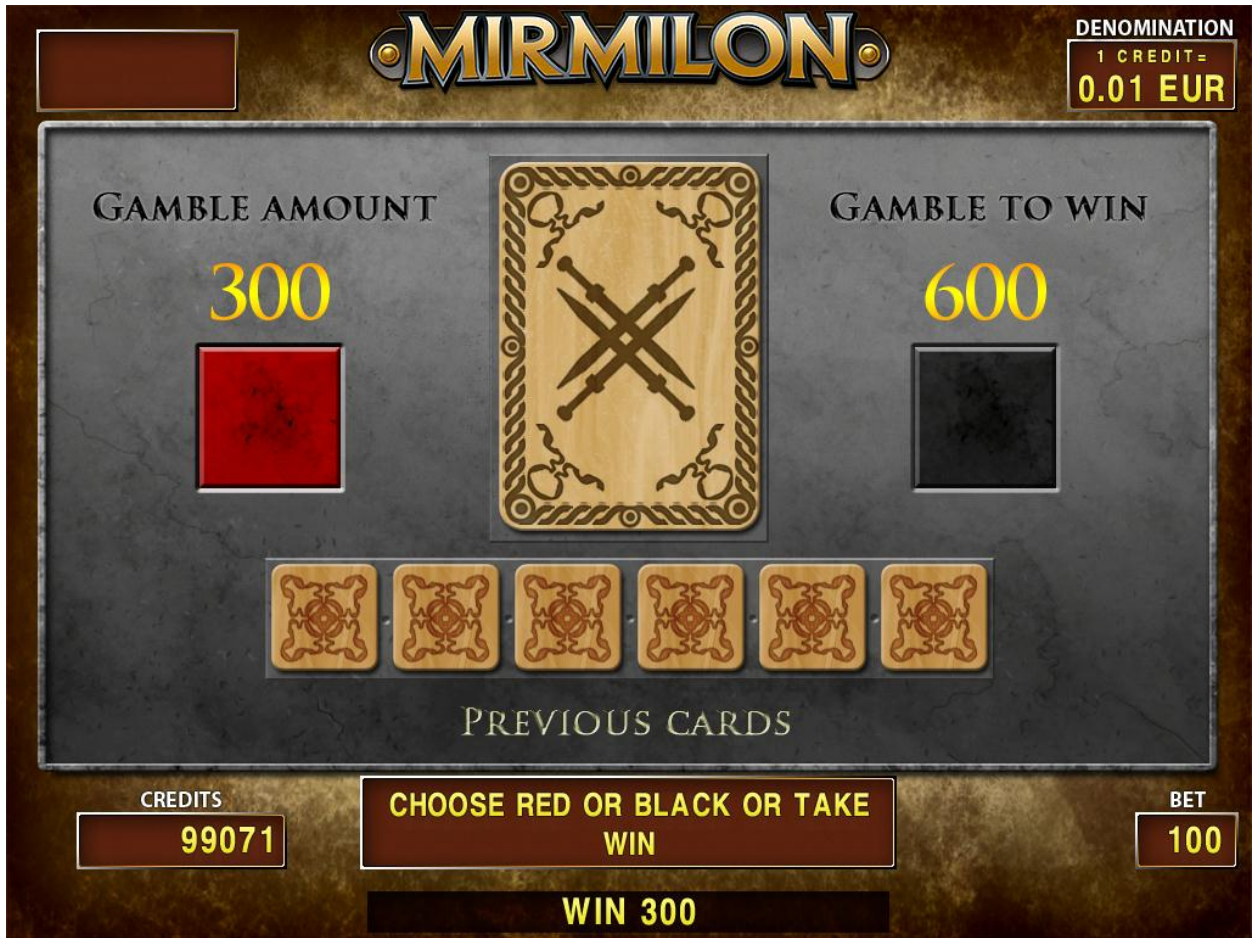 MIRMILON
DENOMINATION
1 CREDIT=
0.01 EUR
GAMBLE AMOUNT
300
GAMBLE TO WIN
600
PREVIOUS CARDS
CREDITS
99071
CHOOSE RED OR BLACK OR TAKE
WIN
BET
100
WIN 300